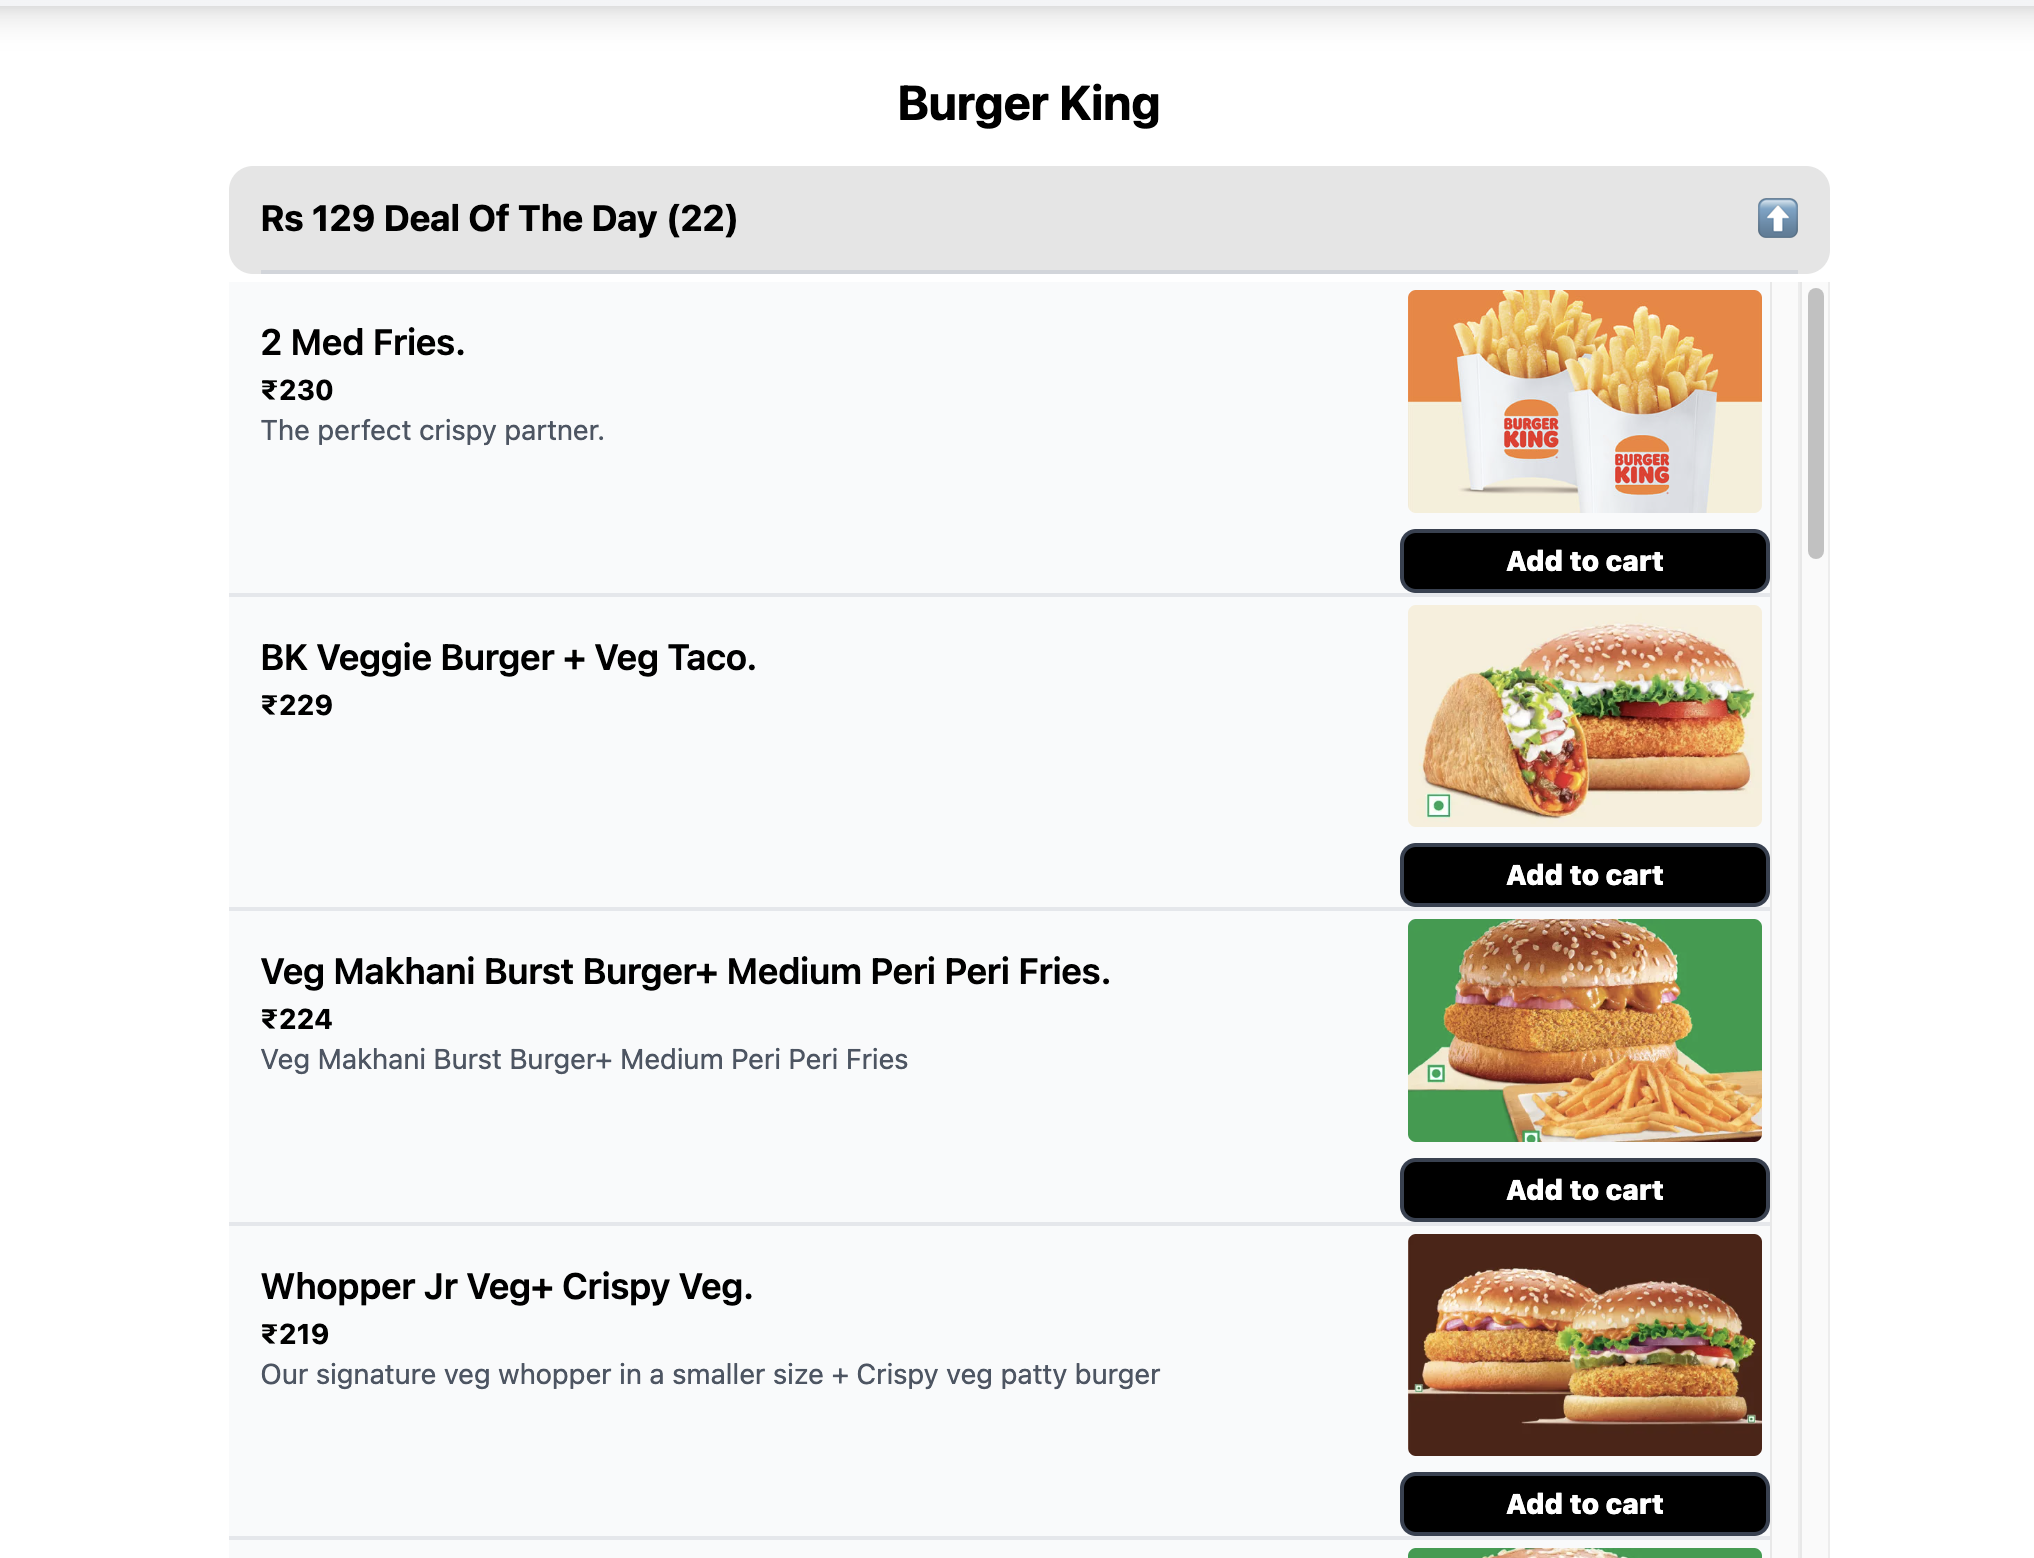 Burger King
Rs 129 Deal Of The Day (22)
2 Med Fries.
₹230
The perfect crispy partner.
BURGER
KING
BURGER
KING
Add to cart
BK Veggie Burger + Veg Taco.
₹229
Add to cart
Veg Makhani Burst Burger+ Medium Peri Peri Fries.
₹224
Veg Makhani Burst Burger+ Medium Peri Peri Fries
Add to cart
Whopper Jr Veg+ Crispy Veg.
₹219
Our signature veg whopper in a smaller size + Crispy veg patty burger
Add to cart